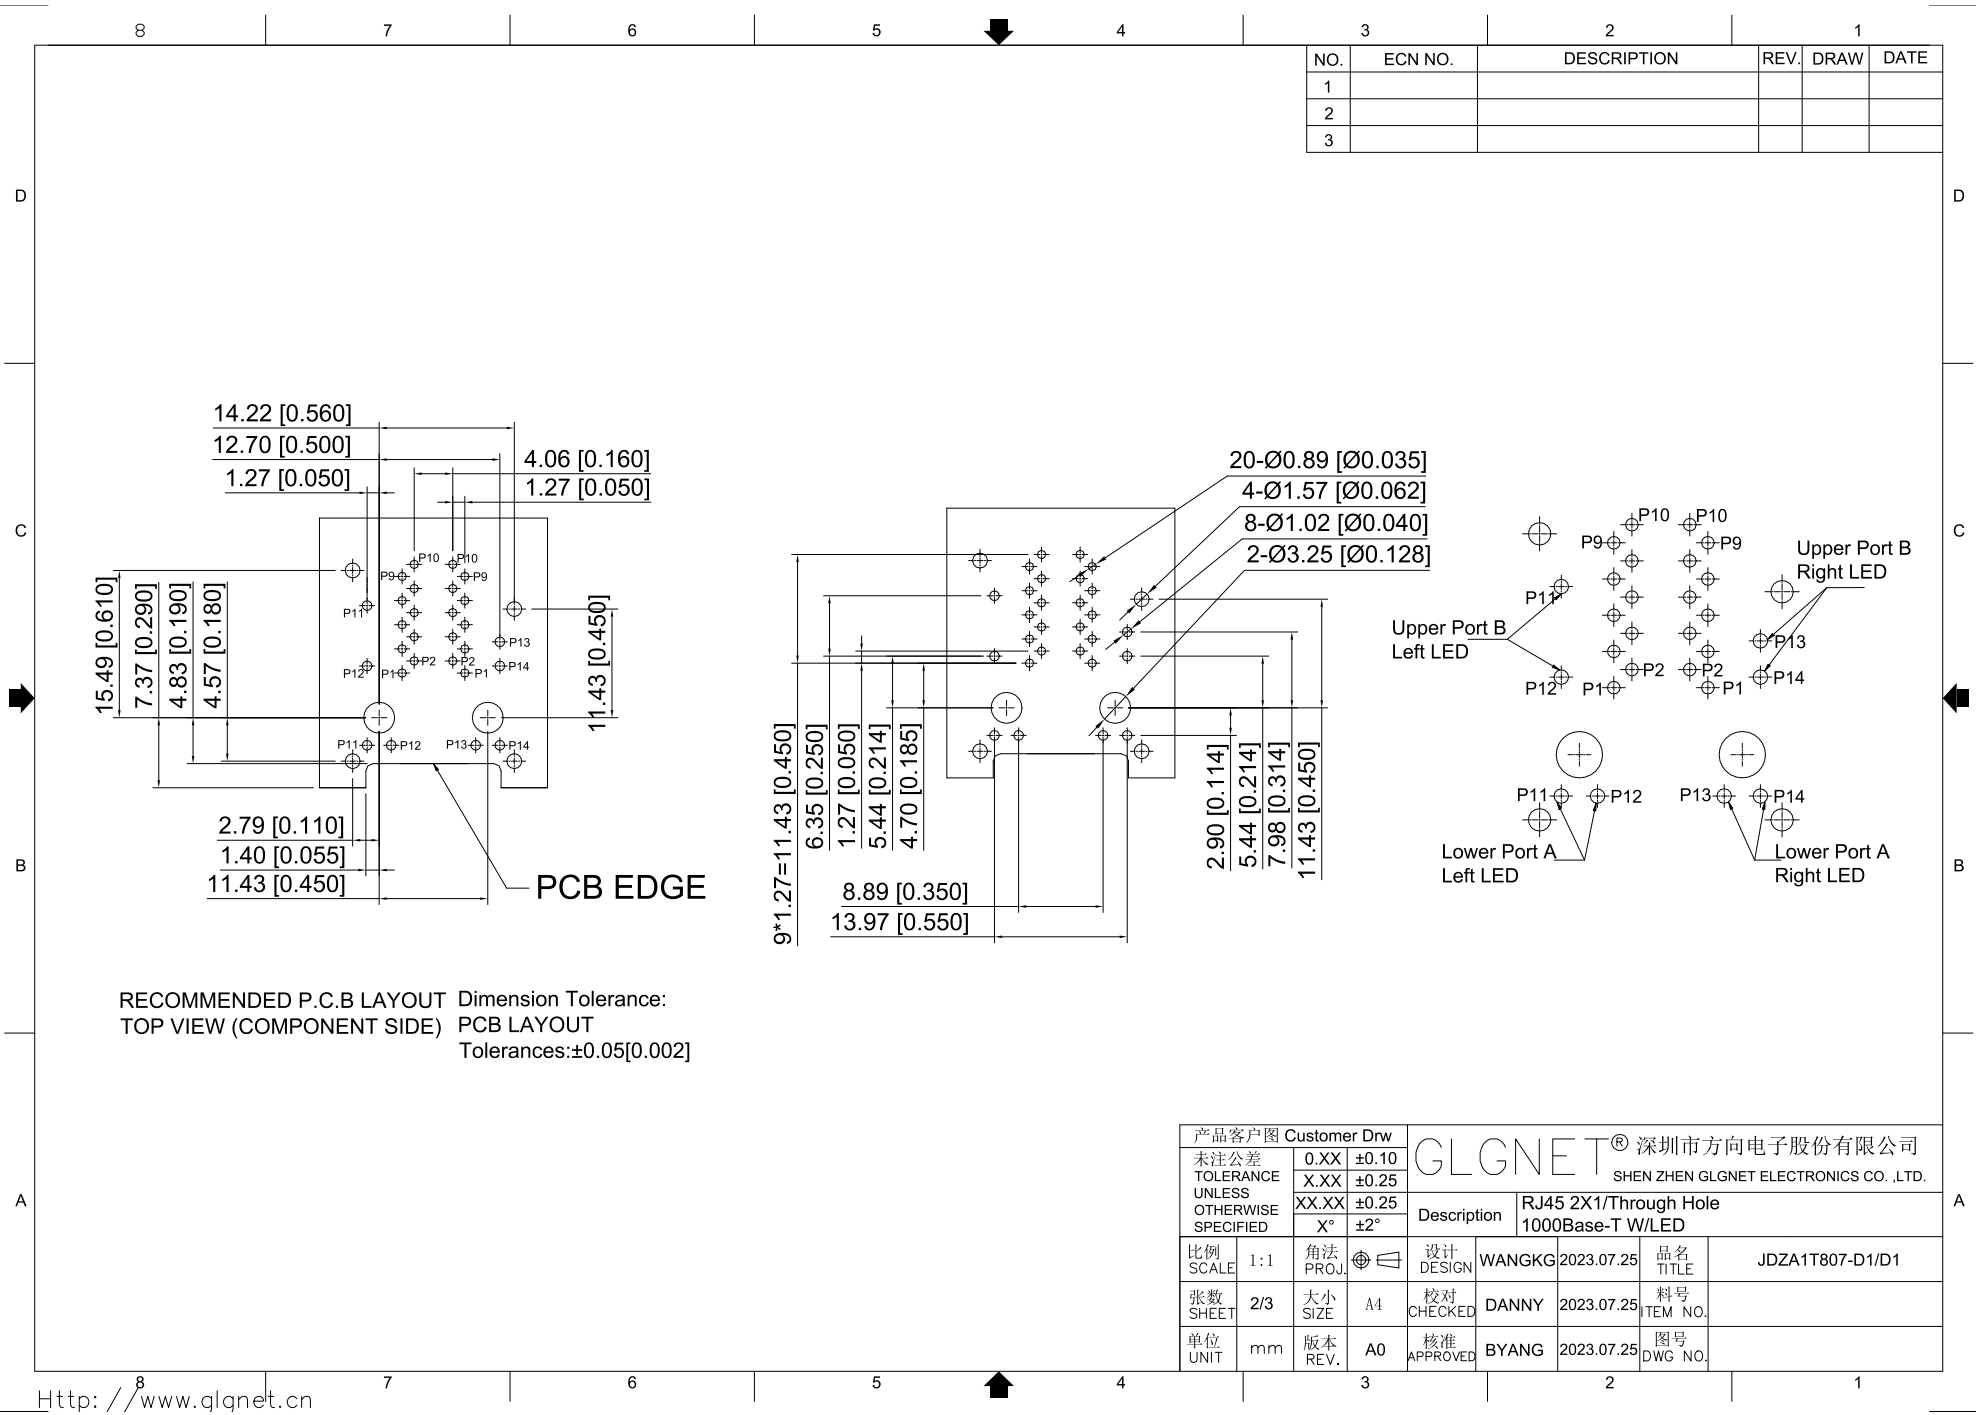 8 7 6 5 4 3 2 1
NO. ECN NO. DESCRIPTION REV. DRAW DATE
1
2
3
D D
C C
B B
A A
14.22 [0.560]
12.70 [0.500]
1.27 [0.050]
4.06 [0.160]
1.27 [0.050]
15.49 [0.610]
7.37 [0.290]
4.83 [0.190]
4.57 [0.180]
11.43 [0.450]
P10 P10
P9 P9
P11
P13
P2 P2
P12 P1 P1 P14
P11 P12 P13 P14
2.79 [0.110]
1.40 [0.055]
11.43 [0.450]
PCB EDGE
20-Ø0.89 [Ø0.035]
4-Ø1.57 [Ø0.062]
8-Ø1.02 [Ø0.040]
2-Ø3.25 [Ø0.128]
9*1.27=11.43 [0.450]
6.35 [0.250]
1.27 [0.050]
5.44 [0.214]
4.70 [0.185]
2.90 [0.114]
5.44 [0.214]
7.98 [0.314]
11.43 [0.450]
8.89 [0.350]
13.97 [0.550]
P10 P10
P9 P9
Upper Port B
Right LED
P11
Upper Port B
Left LED
P13
P2 P2
P12 P1 P1 P14
P11 P12 P13 P14
Lower Port A
Left LED
Lower Port A
Right LED
RECOMMENDED P.C.B LAYOUT
TOP VIEW (COMPONENT SIDE)
Dimension Tolerance:
PCB LAYOUT
Tolerances:±0.05[0.002]
产品客户图 Customer Drw
未注公差
TOLERANCE
UNLESS
OTHERWISE
SPECIFIED
0.XX ±0.10
X.XX ±0.25
XX.XX ±0.25
X° ±2°
GLGNET® 深圳市方向电子股份有限公司
SHEN ZHEN GLGNET ELECTRONICS CO. ,LTD.
Description
RJ45 2X1/Through Hole
1000Base-T W/LED
比例
SCALE
1:1
角法
PROJ.
设计
DESIGN
WANGKG
2023.07.25
品名
TITLE
JDZA1T807-D1/D1
张数
SHEET
2/3
大小
SIZE
A4
校对
CHECKED
DANNY
2023.07.25
料号
ITEM NO.
单位
UNIT
mm
版本
REV.
A0
核准
APPROVED
BYANG
2023.07.25
图号
DWG NO.
8 7 6 5 4 3 2 1
Http://www.glgnet.cn